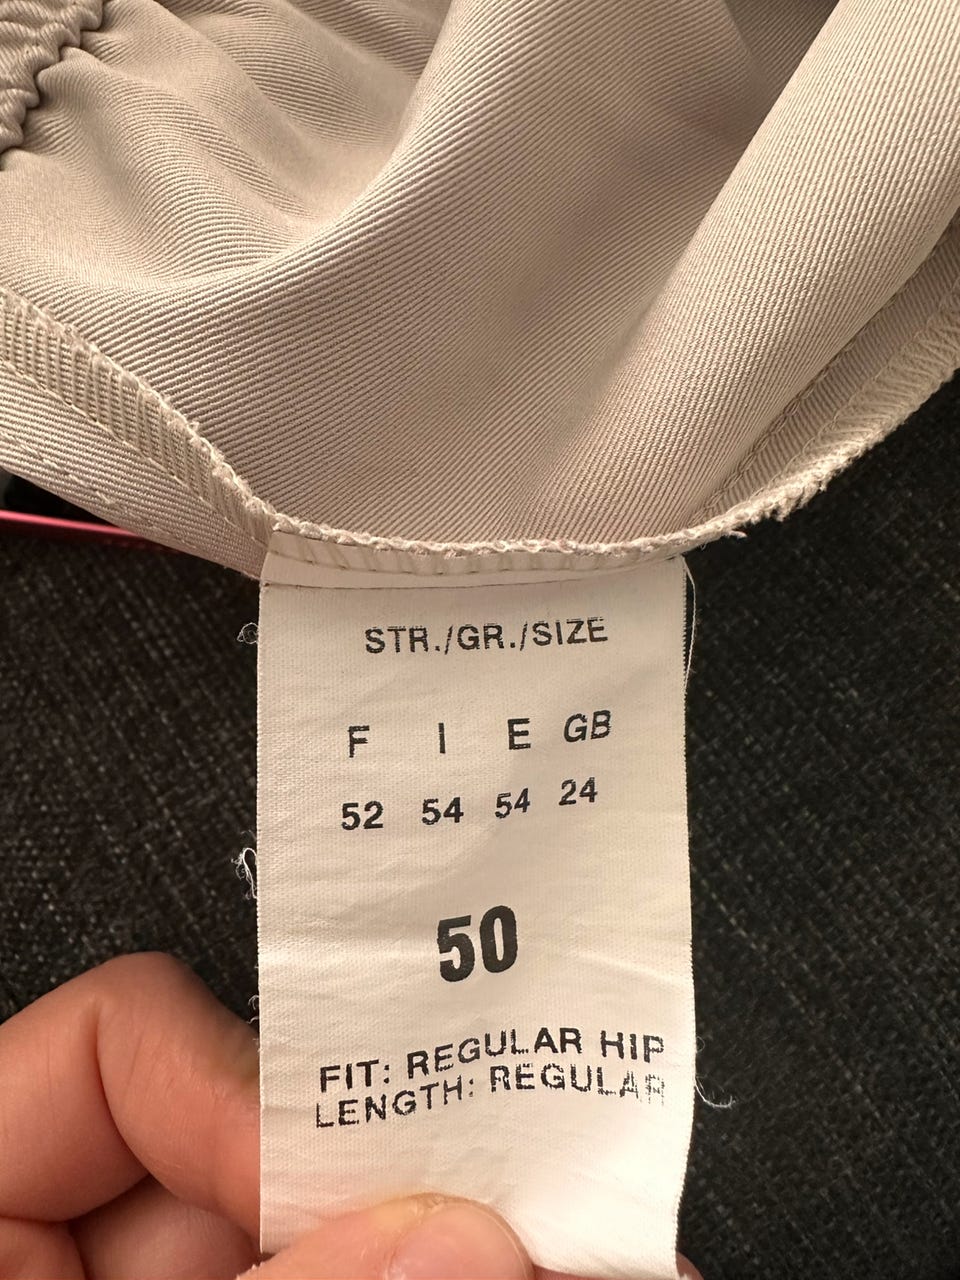 STR./GR./SIZE
F I E GB
52 54 54 24
50
FIT: REGULAR HIP
LENGTH: REGULAR